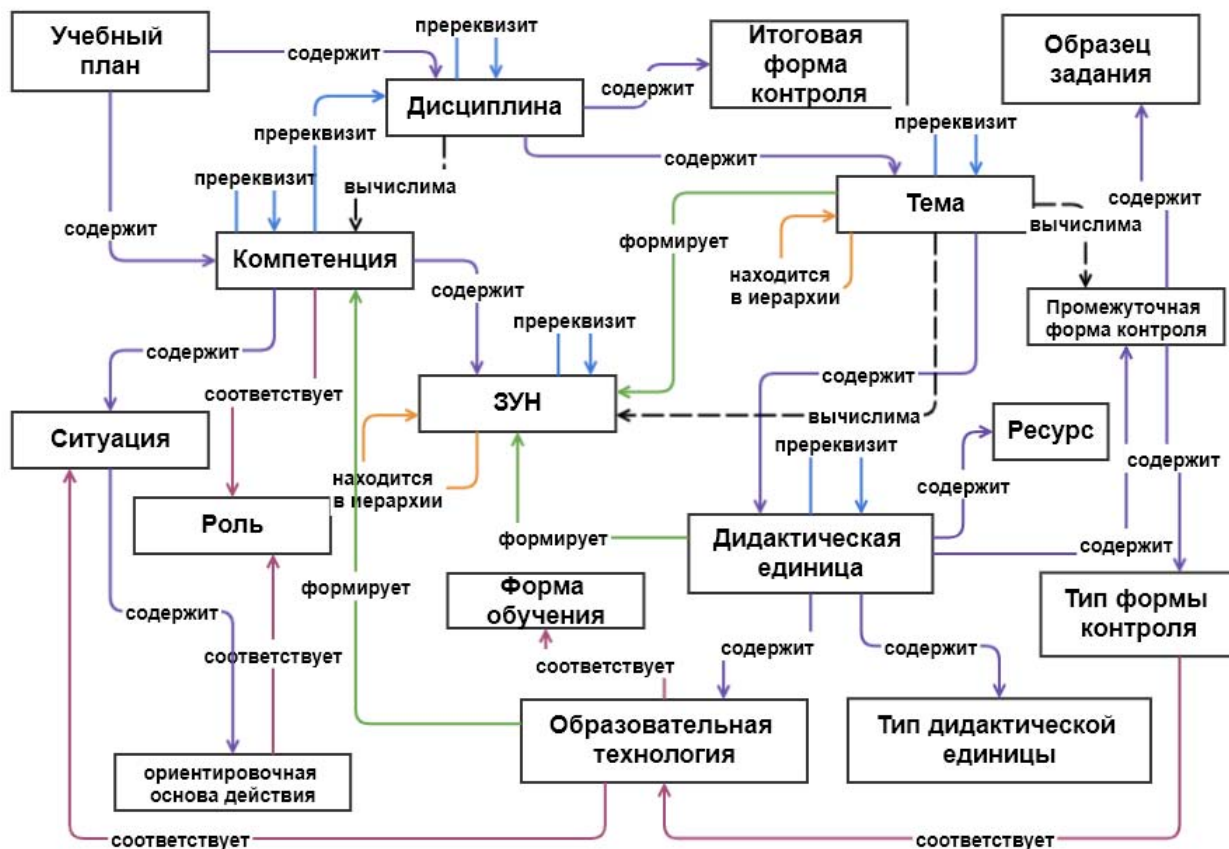 Учебный
план
содержит
пререквизит
содержит
Итоговая
форма
контроля
Образец
задания
Дисциплина
пререквизит
пререквизит
содержит
содержит
пререквизит
вычислима
Тема
содержит
вычислима
содержит
Компетенция
формирует
находится
в иерархии
содержит
пререквизит
Промежуточная
форма контроля
содержит
соответствует
содержит
ЗУН
вычислима
Ресурс
Ситуация
пререквизит
находится
в иерархии
содержит
содержит
Роль
формирует
Дидактическая
единица
содержит
формирует
Форма
обучения
Тип формы
контроля
содержит
соответствует
соответствует
содержит
содержит
Образовательная
технология
Тип дидактической
единицы
ориентировочная
основа действия
соответствует
соответствует